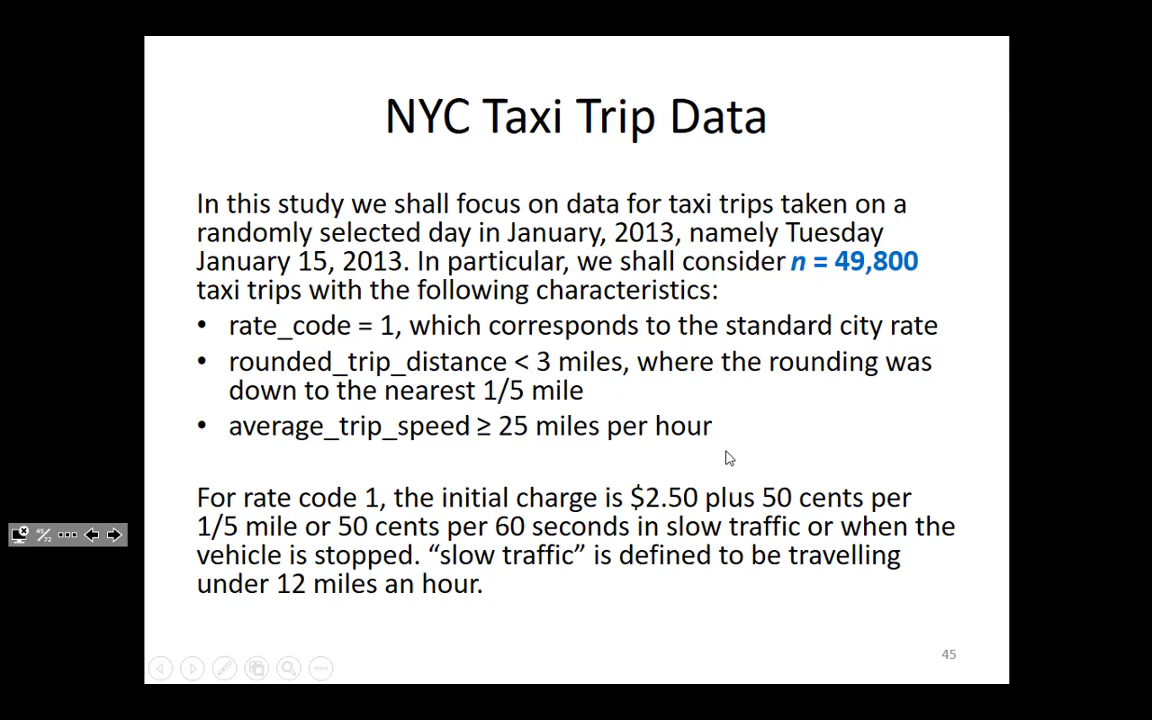 NYC Taxi Trip Data
In this study we shall focus on data for taxi trips taken on a
randomly selected day in January, 2013, namely Tuesday
January 15, 2013. In particular, we shall consider n = 49,800
taxi trips with the following characteristics:
• rate_code = 1, which corresponds to the standard city rate
• rounded_trip_distance < 3 miles, where the rounding was
down to the nearest 1/5 mile
• average_trip_speed ≥ 25 miles per hour
For rate code 1, the initial charge is $2.50 plus 50 cents per
1/5 mile or 50 cents per 60 seconds in slow traffic or when the
vehicle is stopped. “slow traffic” is defined to be travelling
under 12 miles an hour.
45/72
45